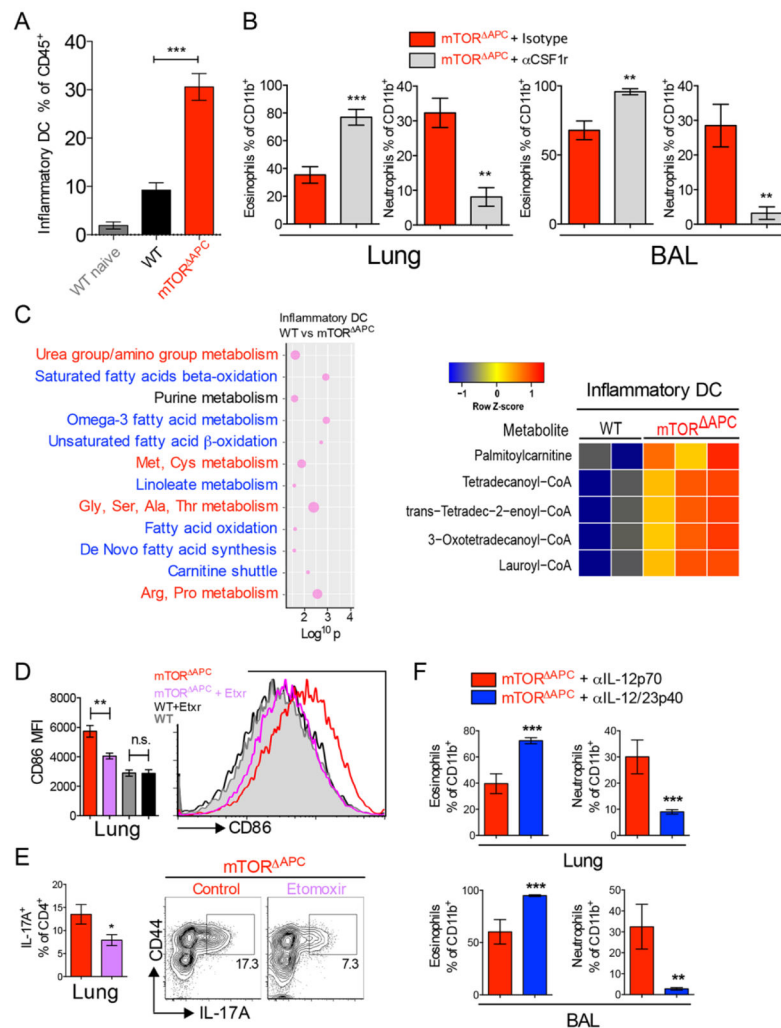 A
***
Inflammatory DC % of CD45+
40
30
20
10
0
WT naive
WT
mTORΔAPC
B
mTORΔAPC + Isotype
mTORΔAPC + αCSF1r
Eosinophils % of CD11b+
100
80
60
40
20
0
***
Neutrophils % of CD11b+
40
30
20
10
0
**
Lung
Eosinophils % of CD11b+
100
50
0
**
Neutrophils % of CD11b+
40
30
20
10
0
**
BAL
C
Inflammatory DC
WT vs mTORΔAPC
Urea group/amino group metabolism
Saturated fatty acids beta-oxidation
Purine metabolism
Omega-3 fatty acid metabolism
Unsaturated fatty acid β-oxidation
Met, Cys metabolism
Linoleate metabolism
Gly, Ser, Ala, Thr metabolism
Fatty acid oxidation
De Novo fatty acid synthesis
Carnitine shuttle
Arg, Pro metabolism
2 3 4
Log10 p
−1 0 1
Row Z-score
Inflammatory DC
Metabolite WT mTORΔAPC
Palmitoylcarnitine
Tetradecanoyl-CoA
trans-Tetradec-2-enoyl-CoA
3-Oxotetradecanoyl-CoA
Lauroyl-CoA
D
CD86 MFI
8000
6000
4000
2000
0
**
n.s.
Lung
mTORΔAPC
mTORΔAPC + Etxr
WT+Etxr
WT
CD86
E
IL-17A+
% of CD4+
20
15
10
5
0
*
Lung
mTORΔAPC
Control
Etomoxir
CD44
17.3
7.3
IL-17A
F
mTORΔAPC + αIL-12p70
mTORΔAPC + αIL-12/23p40
Eosinophils
% of CD11b+
80
60
40
20
0
***
Neutrophils
% of CD11b+
40
30
20
10
0
***
Lung
Eosinophils
% of CD11b+
100
50
0
***
Neutrophils
% of CD11b+
50
40
30
20
10
0
**
BAL